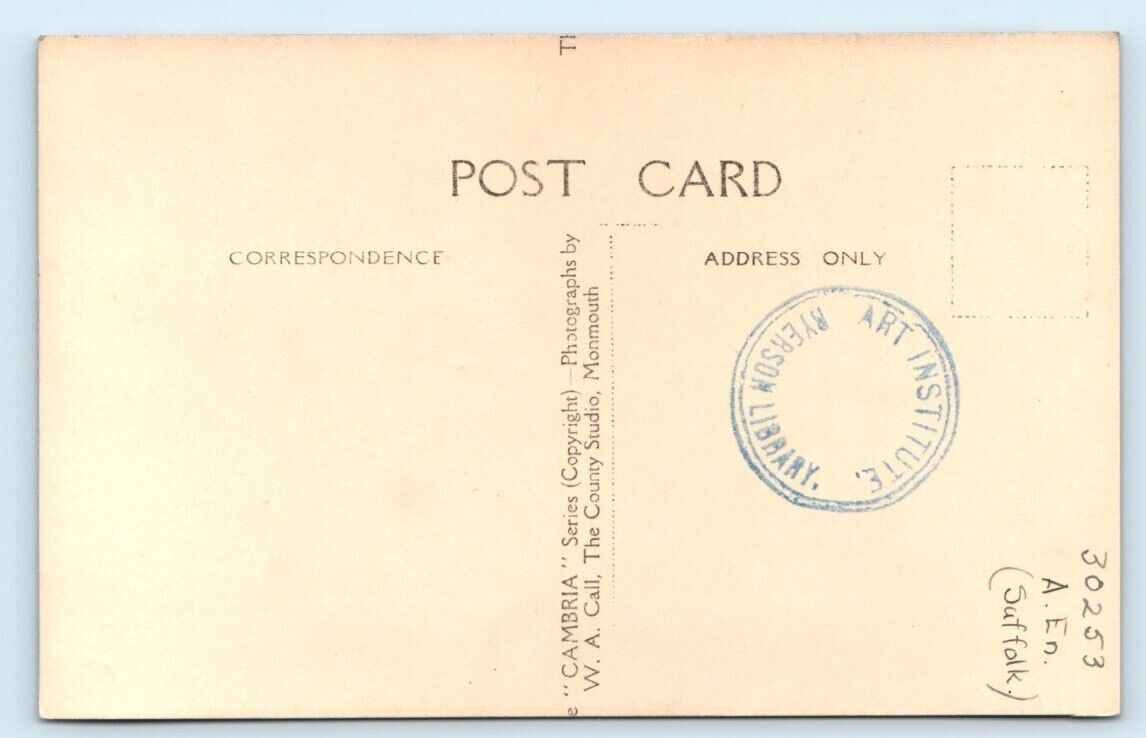 POST CARD
CORRESPONDENCE
ADDRESS ONLY
Th
e "CAMBRIA" Series (Copyright)—Photographs by
W. A. Call, The County Studio, Monmouth
ART INSTITUTE.
RYERSON LIBRARY.
30253
A. En.
(Suffolk.)